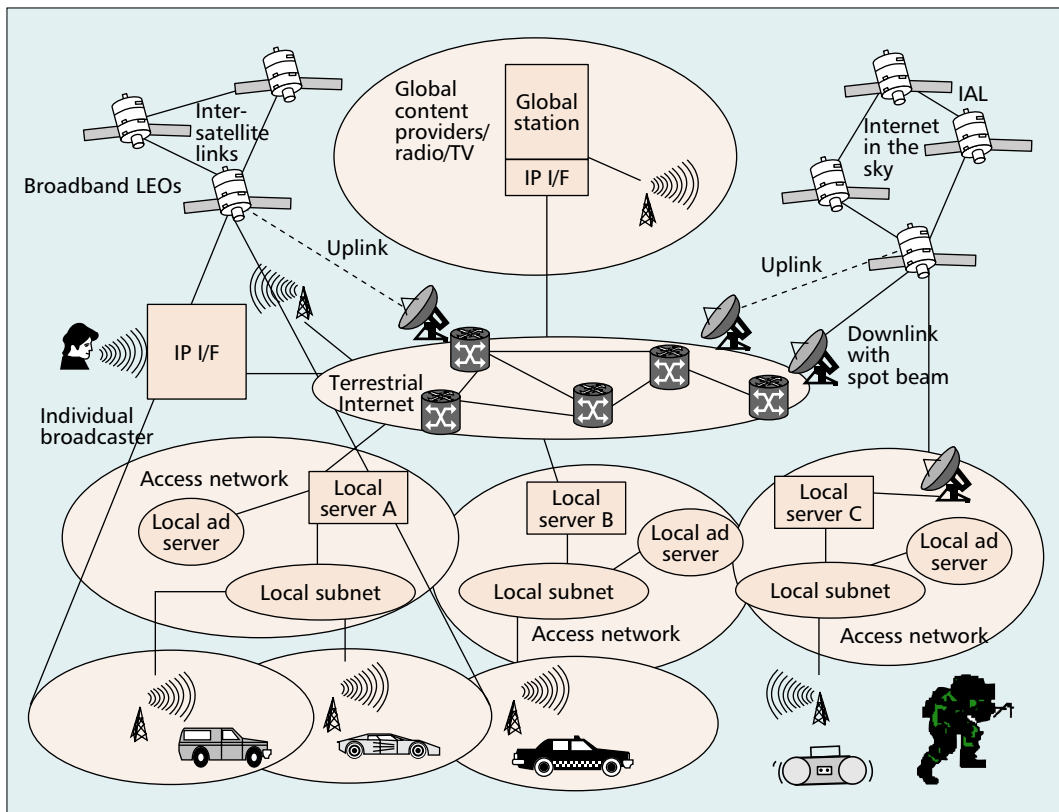 Inter-
satellite
links
Broadband LEOs
Global
content
providers/
radio/TV
Global
station
IP I/F
IAL
Internet
in the
sky
Uplink
Uplink
IP I/F
Individual
broadcaster
Terrestrial
Internet
Downlink
with
spot beam
Access network
Local
server A
Local ad
server
Local subnet
Local
server B
Local ad
server
Local subnet
Access network
Local
server C
Local ad
server
Local subnet
Access network